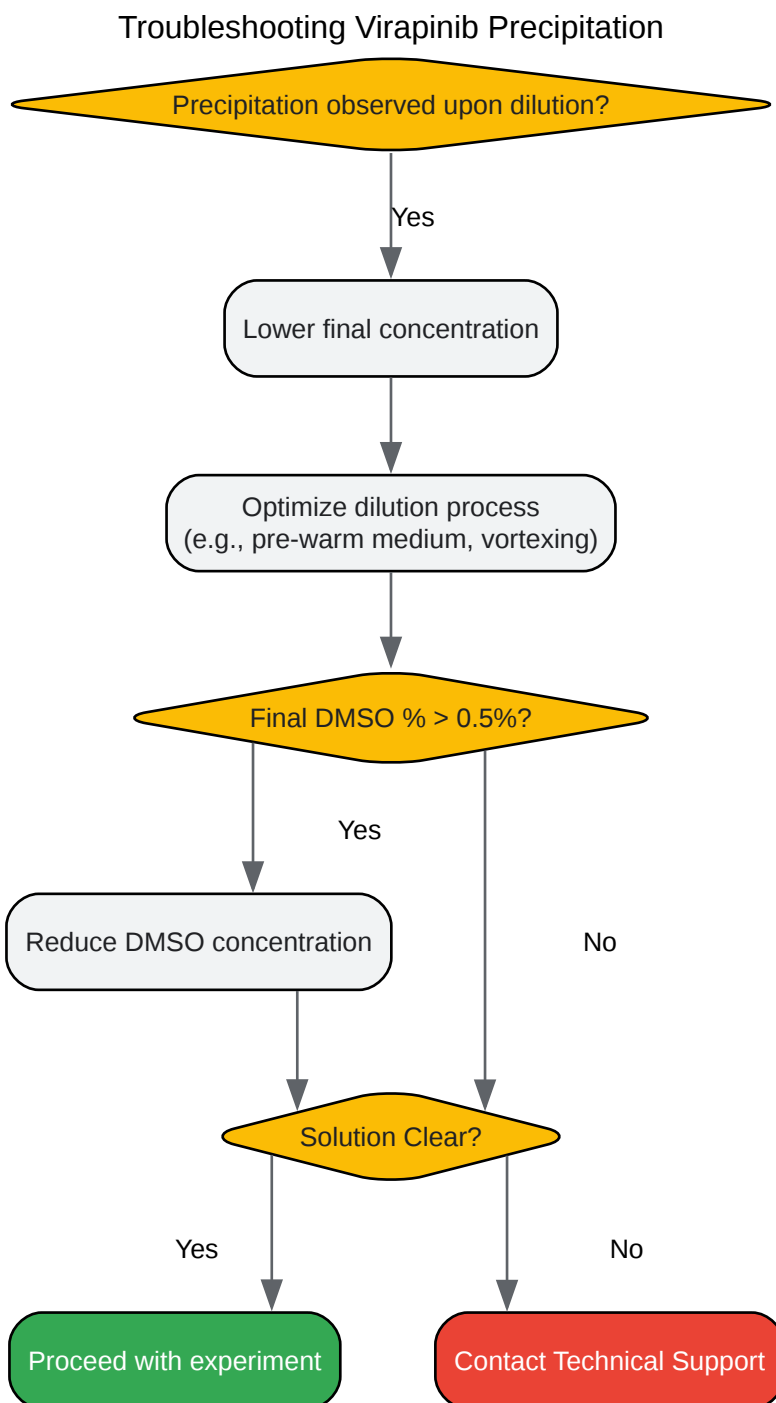 Troubleshooting Virapinib Precipitation
Precipitation observed upon dilution?
Yes
Lower final concentration
Optimize dilution process
(e.g., pre-warm medium, vortexing)
Final DMSO % > 0.5%?
Yes
Reduce DMSO concentration
No
Solution Clear?
Yes
No
Proceed with experiment
Contact Technical Support